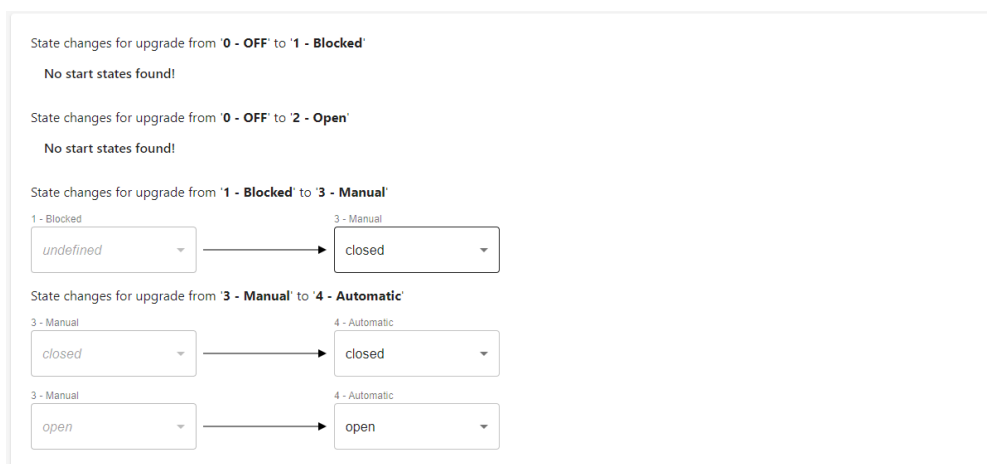 State changes for upgrade from '0 - OFF' to '1 - Blocked'
No start states found!
State changes for upgrade from '0 - OFF' to '2 - Open'
No start states found!
State changes for upgrade from '1 - Blocked' to '3 - Manual'
1 - Blocked 3 - Manual
undefined closed
State changes for upgrade from '3 - Manual' to '4 - Automatic'
3 - Manual 4 - Automatic
closed closed
3 - Manual 4 - Automatic
open open